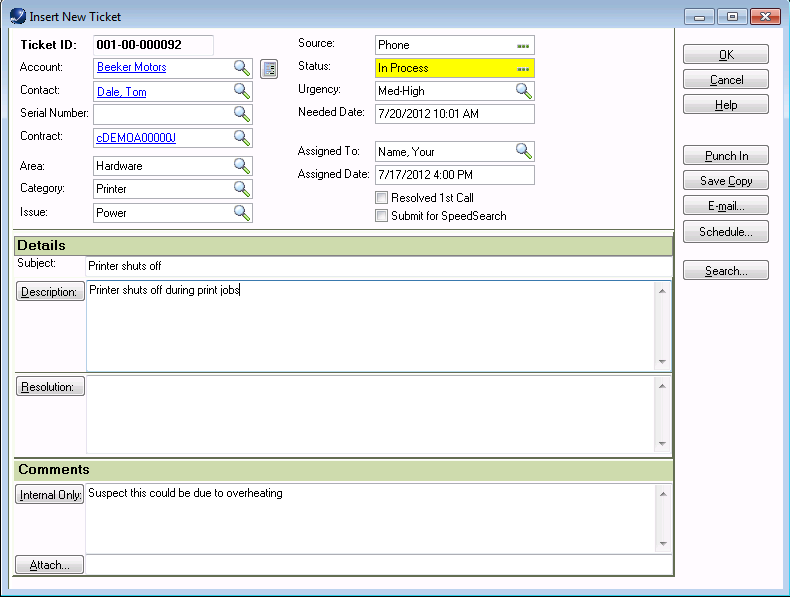 Insert New Ticket
Ticket ID: 001-00-000092
Account: Beeker Motors
Contact: Dale, Tom
Serial Number:
Contract: cDEMOA00000J
Area: Hardware
Category: Printer
Issue: Power
Source: Phone
Status: In Process
Urgency: Med-High
Needed Date: 7/20/2012 10:01 AM
Assigned To: Name, Your
Assigned Date: 7/17/2012 4:00 PM
Resolved 1st Call
Submit for SpeedSearch
OK
Cancel
Help
Punch In
Save Copy
E-mail...
Schedule...
Search...
Details
Subject: Printer shuts off
Description: Printer shuts off during print jobs
Resolution:
Comments
Internal Only: Suspect this could be due to overheating
Attach...